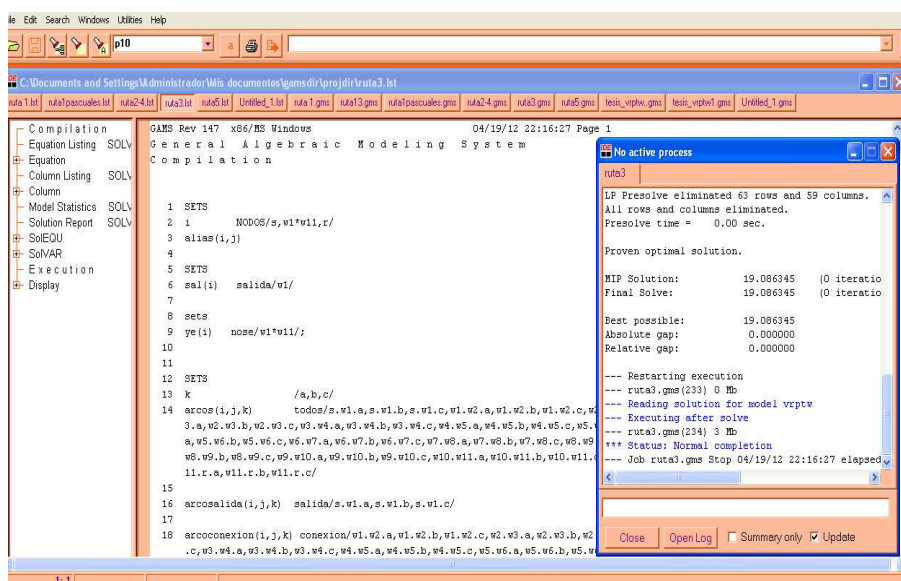 ile Edit Search Windows Utilities Help
p10
a
C:\Documents and Settings\Administrador\Mis documentos\gamsdir\projdir\ruta3.lst
ruta 1.lst ruta1pascuales.lst ruta2-4.lst ruta3.lst ruta5.lst Untitled_1.lst ruta 1.gms ruta13.gms ruta1pascuales.gms ruta2-4.gms ruta3.gms ruta5.gms tesis_vrptw.gms tesis_vrptw1.gms Untitled_1.gms
Compilation
Equation Listing SOLV
Equation
Column Listing SOLV
Column
Model Statistics SOLV
Solution Report SOLV
SolEQU
SolVAR
Execution
Display
GAMS Rev 147 x86/MS Windows 04/19/12 22:16:27 Page 1
General Algebraic Modeling System
Compilation
1 SETS
2 i NODOS/s,w1*w11,r/
3 alias(i,j)
4
5 SETS
6 sal(i) salida/w1/
7
8 sets
9 ye(i) nose/w1*w11/;
10
11
12 SETS
13 k /a,b,c/
14 arcos(i,j,k) todos/s.w1.a,s.w1.b,s.w1.c,w1.w2.a,w1.w2.b,w1.w2.c,w2
3.a,w2.w3.b,w2.w3.c,w3.w4.a,w3.w4.b,w3.w4.c,w4.w5.a,w4.w5.b,w4.w5.c,w5.w
a,w5.w6.b,w5.w6.c,w6.w7.a,w6.w7.b,w6.w7.c,w7.w8.a,w7.w8.b,w7.w8.c,w8.w9
w8.w9.b,w8.w9.c,w9.w10.a,w9.w10.b,w9.w10.c,w10.w11.a,w10.w11.b,w10.w11.c
11.r.a,w11.r.b,w11.r.c/
15
16 arcosalida(i,j,k) salida/s.w1.a,s.w1.b,s.w1.c/
17
18 arcoconexion(i,j,k) conexion/w1.w2.a,w1.w2.b,w1.w2.c,w2.w3.a,w2.w3.b,w2
.c,w3.w4.a,w3.w4.b,w3.w4.c,w4.w5.a,w4.w5.b,w4.w5.c,w5.w6.a,w5.w6.b,w5.w6
1: 1
No active process
ruta3
LP Presolve eliminated 63 rows and 59 columns.
All rows and columns eliminated.
Presolve time = 0.00 sec.
Proven optimal solution.
MIP Solution: 19.086345 (0 iteratio
Final Solve: 19.086345 (0 iteratio
Best possible: 19.086345
Absolute gap: 0.000000
Relative gap: 0.000000
--- Restarting execution
--- ruta3.gms(233) 0 Mb
--- Reading solution for model vrptw
--- Executing after solve
--- ruta3.gms(234) 3 Mb
*** Status: Normal completion
--- Job ruta3.gms Stop 04/19/12 22:16:27 elapsed
Close Open Log Summary only Update